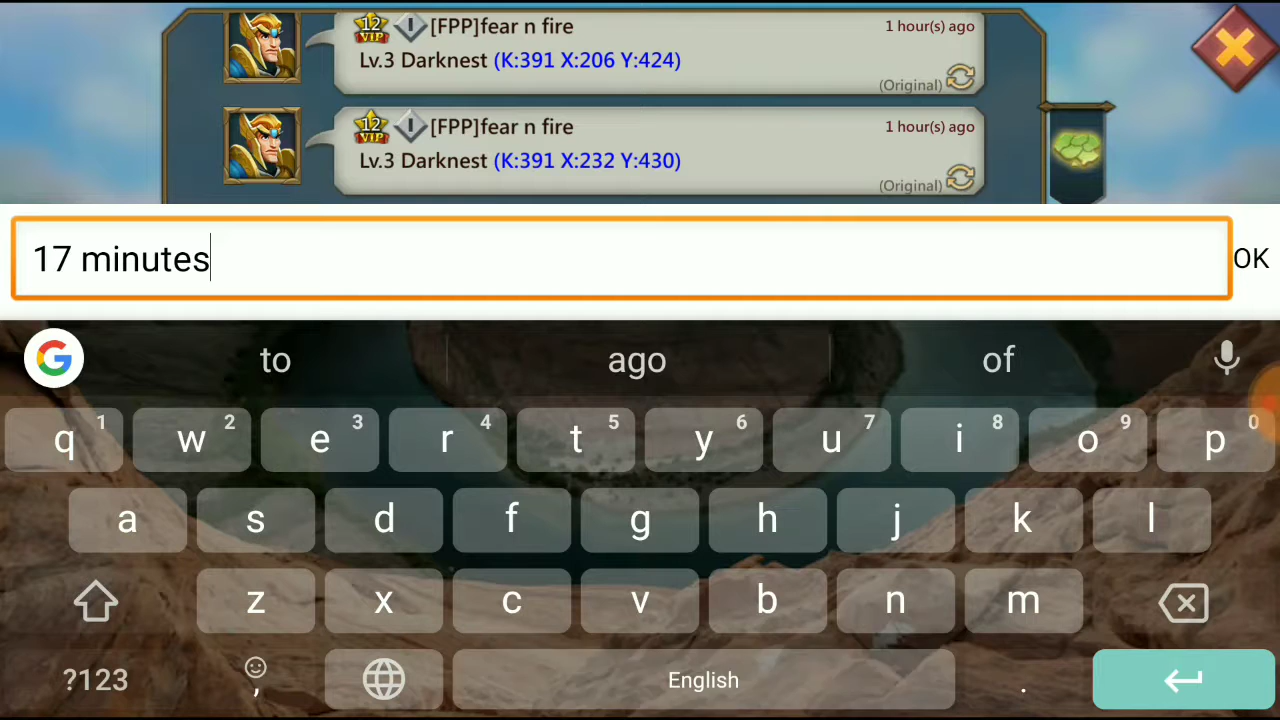 12 VIP I [FPP]fear n fire 1 hour(s) ago
Lv.3 Darknest (K:391 X:206 Y:424)
(Original)
12 VIP I [FPP]fear n fire 1 hour(s) ago
Lv.3 Darknest (K:391 X:232 Y:430)
(Original)
17 minutes OK
G to ago of
q 1 w 2 e 3 r 4 t 5 y 6 u 7 i 8 o 9 p 0
a s d f g h j k l
z x c v b n m
?123 , English .